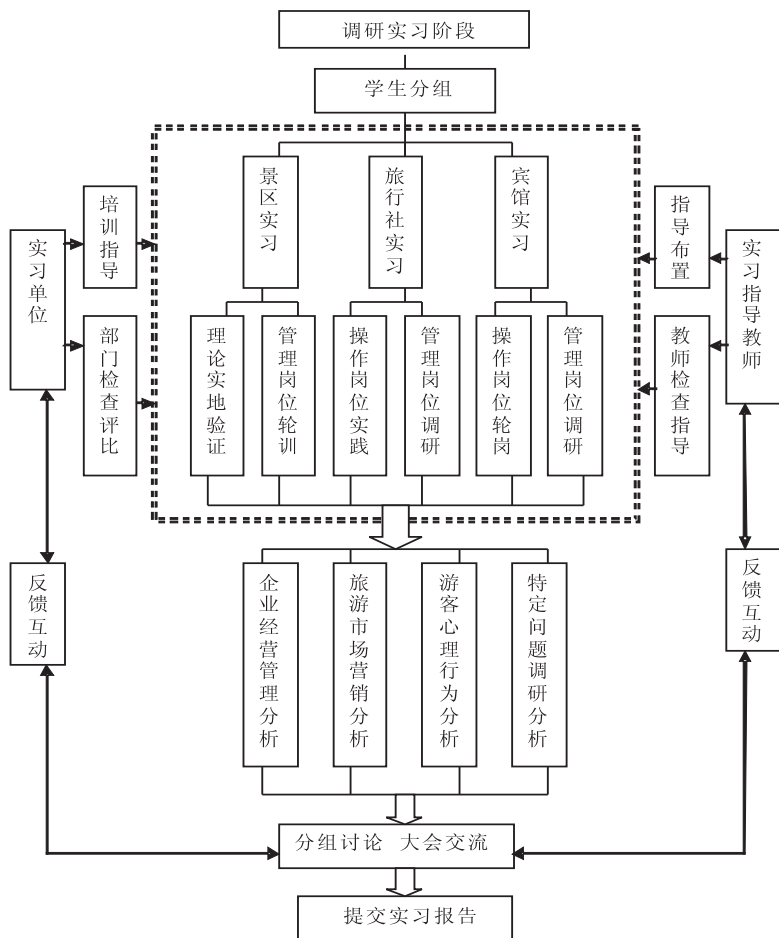 调研实习阶段
学生分组
景区实习
旅行社实习
宾馆实习
培训指导
指导布置
实习单位
实习指导教师
部门检查评比
理论实地验证
管理岗位轮训
操作岗位实践
管理岗位调研
操作岗位轮岗
管理岗位调研
教师检查指导
反馈互动
企业经营管理分析
旅游市场营销分析
游客心理行为分析
特定问题调研分析
反馈互动
分组讨论 大会交流
提交实习报告